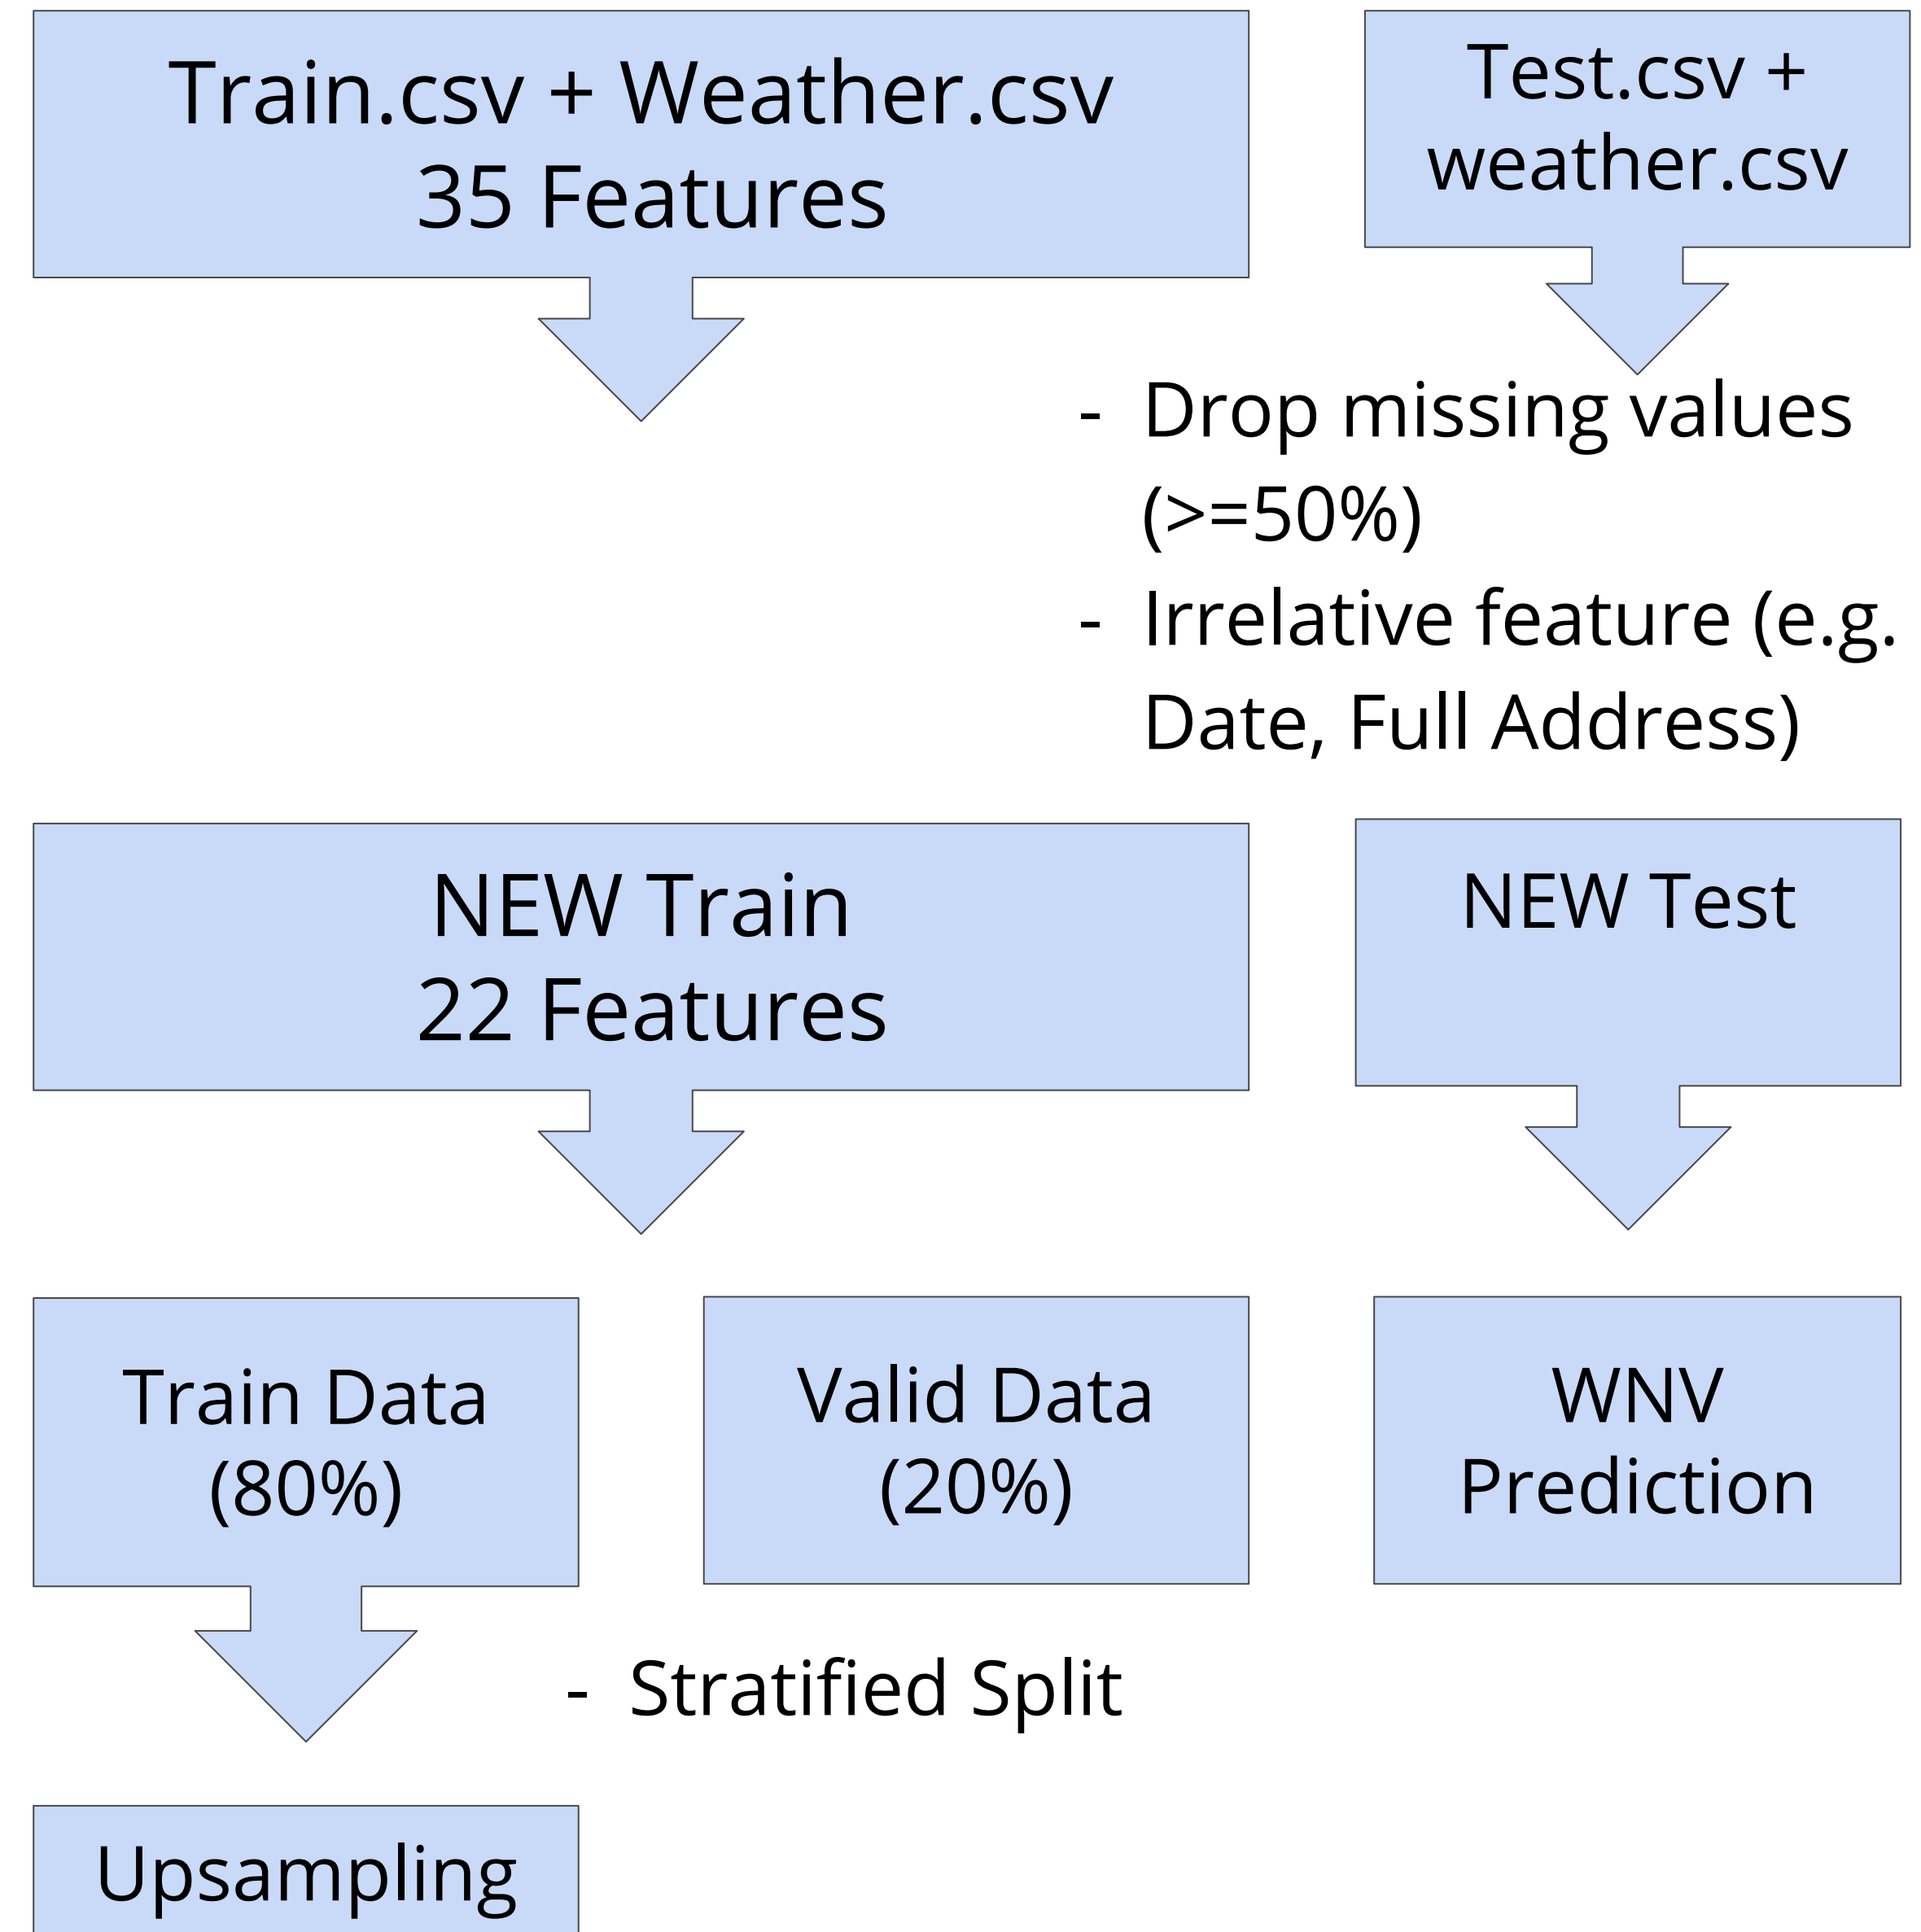 Train.csv + Weather.csv
35 Features
Test.csv +
weather.csv
- Drop missing values
(>=50%)
- Irrelative feature (e.g.
Date, Full Address)
NEW Train
22 Features
NEW Test
Train Data
(80%)
Valid Data
(20%)
WNV
Prediction
- Stratified Split
Upsampling